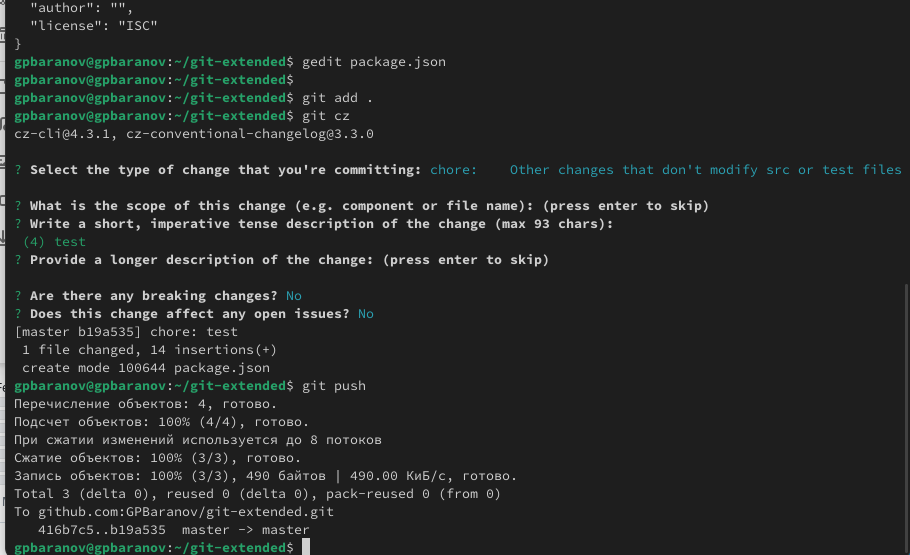 "author": "",
"license": "ISC"
}
gpbaranov@gpbaranov:~/git-extended$ gedit package.json
gpbaranov@gpbaranov:~/git-extended$
gpbaranov@gpbaranov:~/git-extended$ git add .
gpbaranov@gpbaranov:~/git-extended$ git cz
cz-cli@4.3.1, cz-conventional-changelog@3.3.0
? Select the type of change that you're committing: chore:    Other changes that don't modify src or test files
? What is the scope of this change (e.g. component or file name): (press enter to skip)
? Write a short, imperative tense description of the change (max 93 chars):
(4) test
? Provide a longer description of the change: (press enter to skip)
? Are there any breaking changes? No
? Does this change affect any open issues? No
[master b19a535] chore: test
1 file changed, 14 insertions(+)
create mode 100644 package.json
gpbaranov@gpbaranov:~/git-extended$ git push
Перечисление объектов: 4, готово.
Подсчет объектов: 100% (4/4), готово.
При сжатии изменений используется до 8 потоков
Сжатие объектов: 100% (3/3), готово.
Запись объектов: 100% (3/3), 490 байтов | 490.00 КиБ/с, готово.
Total 3 (delta 0), reused 0 (delta 0), pack-reused 0 (from 0)
To github.com:GPBaranov/git-extended.git
416b7c5..b19a535  master -> master
gpbaranov@gpbaranov:~/git-extended$